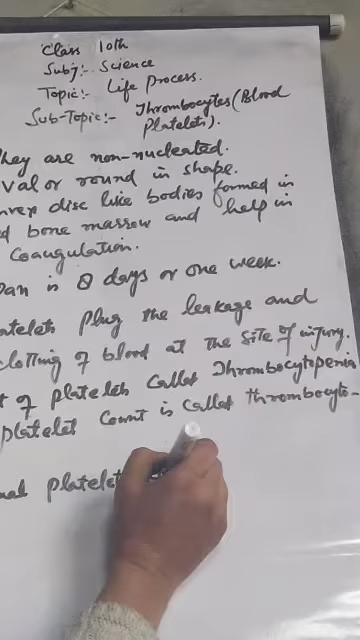 Class 10th
Subj:- Science
Topic:- Life Process.
Sub-Topic:- Thrombocytes (Blood
Platelets).
hey are non-nucleated.
val or round in shape.
nvex disc like bodies formed in
d bone marrow and help in
coagulation.
pan is 8 days or one week.
atelets plug the leakage and
clotting of blood at the site of injury.
t of platelets called Thrombocytopenia
platelet count is called thrombocyto-
mal platelet